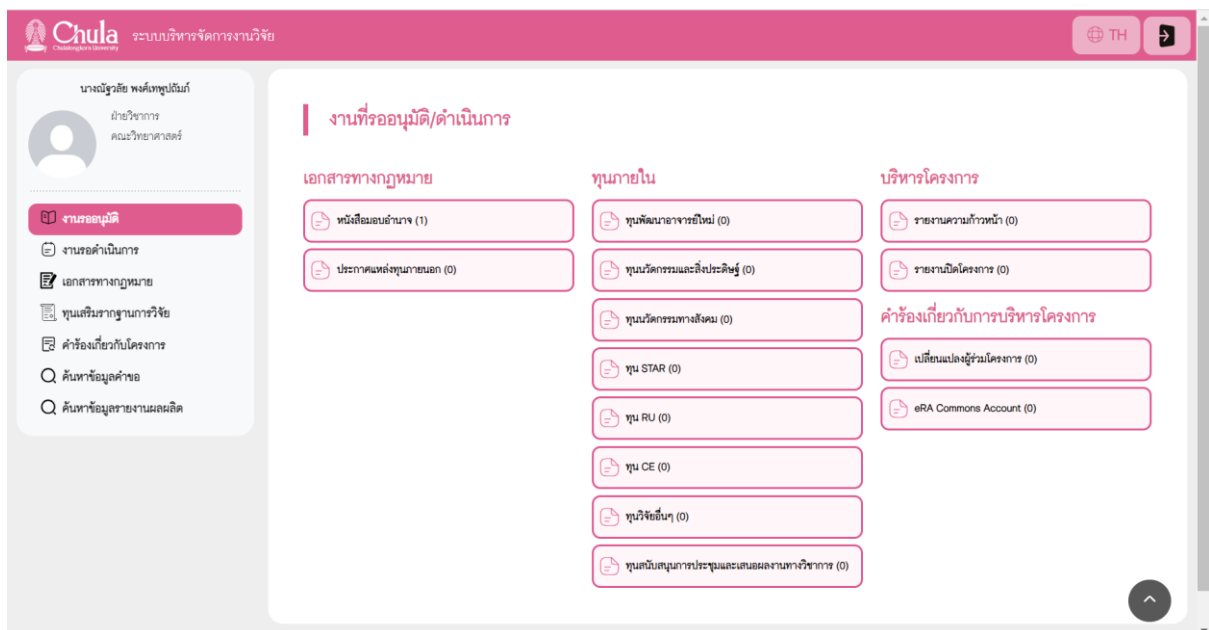 Chula
Chulalongkorn University
ระบบบริหารจัดการงานวิจัย
TH
นางณัฐวลัย พงศ์เทพูปถัมภ์
ฝ่ายวิชาการ
คณะวิทยาศาสตร์
งานรออนุมัติ
งานรอดำเนินการ
เอกสารทางกฎหมาย
ทุนเสริมรากฐานการวิจัย
คำร้องเกี่ยวกับโครงการ
ค้นหาข้อมูลคำขอ
ค้นหาข้อมูลรายงานผลผลิต
งานที่รออนุมัติ/ดำเนินการ
เอกสารทางกฎหมาย
หนังสือมอบอำนาจ (1)
ประกาศแหล่งทุนภายนอก (0)
ทุนภายใน
ทุนพัฒนาอาจารย์ใหม่ (0)
ทุนนวัตกรรมและสิ่งประดิษฐ์ (0)
ทุนนวัตกรรมทางสังคม (0)
ทุน STAR (0)
ทุน RU (0)
ทุน CE (0)
ทุนวิจัยอื่นๆ (0)
ทุนสนับสนุนการประชุมและเสนอผลงานทางวิชาการ (0)
บริหารโครงการ
รายงานความก้าวหน้า (0)
รายงานปิดโครงการ (0)
คำร้องเกี่ยวกับการบริหารโครงการ
เปลี่ยนแปลงผู้ร่วมโครงการ (0)
eRA Commons Account (0)